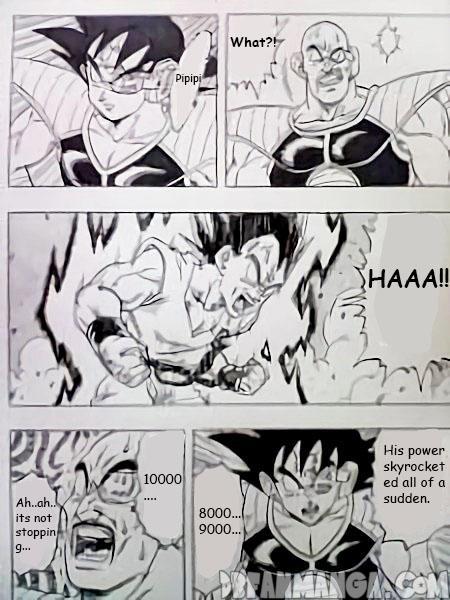 What?!
Pipipi
HAAA!!
His power
skyrocket
ed all of a
sudden.
8000...
9000...
10000
....
Ah..ah..
its not
stoppin
g...
DREAMMANGA.COM